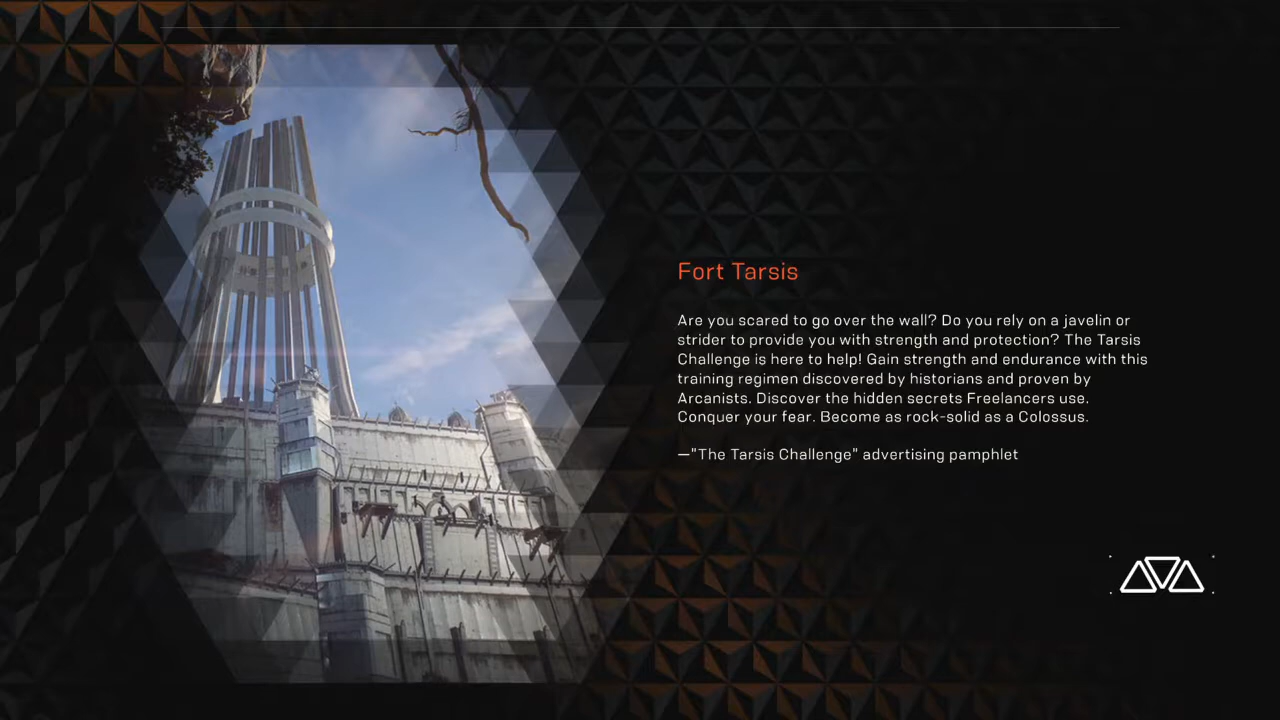 Fort Tarsis
Are you scared to go over the wall? Do you rely on a javelin or
strider to provide you with strength and protection? The Tarsis
Challenge is here to help! Gain strength and endurance with this
training regimen discovered by historians and proven by
Arcanists. Discover the hidden secrets Freelancers use.
Conquer your fear. Become as rock-solid as a Colossus.
—"The Tarsis Challenge" advertising pamphlet